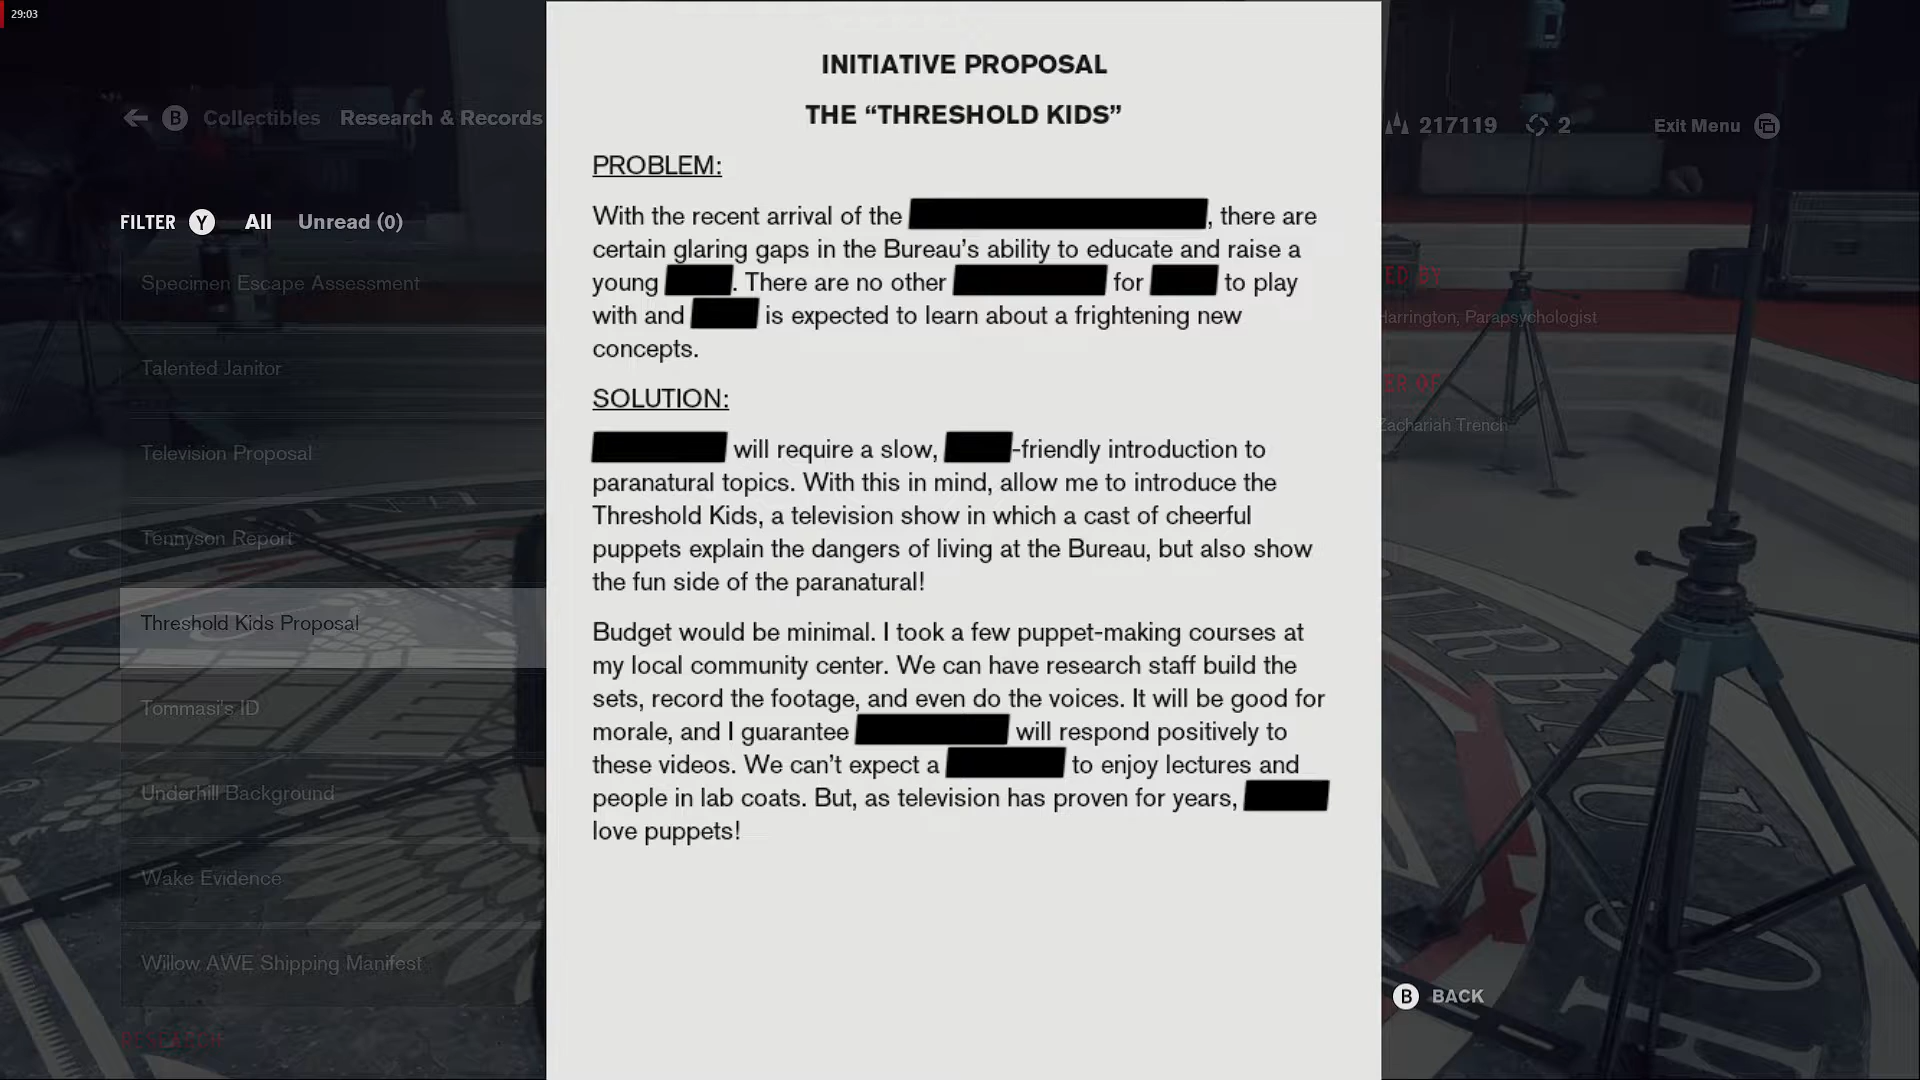 29:03
INITIATIVE PROPOSAL
THE “THRESHOLD KIDS”
PROBLEM:
With the recent arrival of the , there are
certain glaring gaps in the Bureau’s ability to educate and raise a
young . There are no other for to play
with and is expected to learn about a frightening new
concepts.
SOLUTION:
will require a slow, -friendly introduction to
paranatural topics. With this in mind, allow me to introduce the
Threshold Kids, a television show in which a cast of cheerful
puppets explain the dangers of living at the Bureau, but also show
the fun side of the paranatural!
Budget would be minimal. I took a few puppet-making courses at
my local community center. We can have research staff build the
sets, record the footage, and even do the voices. It will be good for
morale, and I guarantee will respond positively to
these videos. We can’t expect a to enjoy lectures and
people in lab coats. But, as television has proven for years,
love puppets!
B Collectibles Research & Records
217119 2 Exit Menu
FILTER Y All Unread (0)
Specimen Escape Assessment
Talented Janitor
Television Proposal
Tennyson Report
Threshold Kids Proposal
Tommasi's ID
Underhill Background
Wake Evidence
Willow AWE Shipping Manifest
RESEARCH
ED BY
Harrington, Parapsychologist
ER OF
Zachariah Trench
B BACK